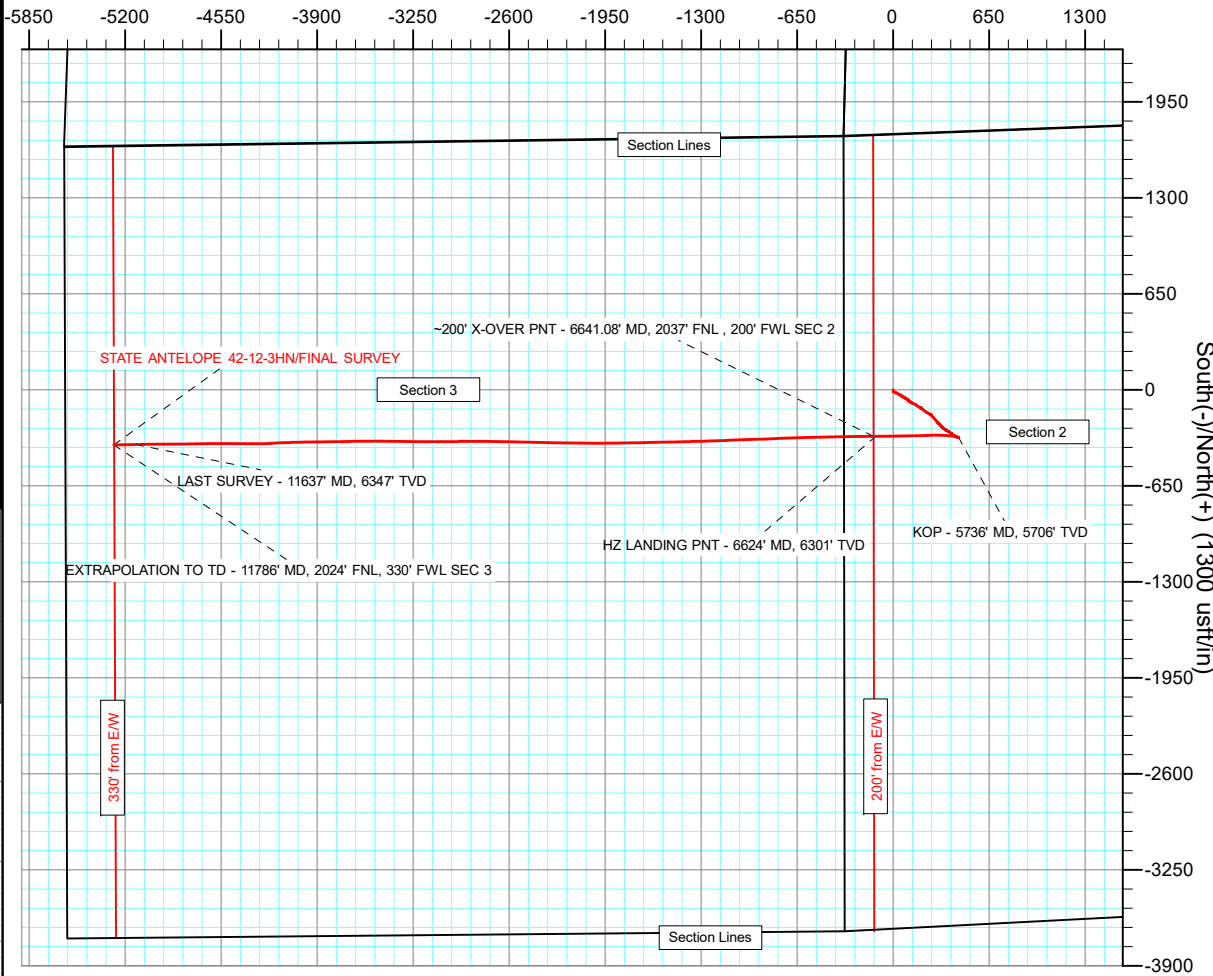 -5850 -5200 -4550 -3900 -3250 -2600 -1950 -1300 -650 0 650 1300
1950
1300
650
0
-650
-1300
-1950
-2600
-3250
-3900
South(-)/North(+) (1300 usft/in)
Section Lines
~200' X-OVER PNT - 6641.08' MD, 2037' FNL , 200' FWL SEC 2
STATE ANTELOPE 42-12-3HN/FINAL SURVEY
Section 3
Section 2
LAST SURVEY - 11637' MD, 6347' TVD
KOP - 5736' MD, 5706' TVD
HZ LANDING PNT - 6624' MD, 6301' TVD
EXTRAPOLATION TO TD - 11786' MD, 2024' FNL, 330' FWL SEC 3
330' from E/W
200' from E/W
Section Lines